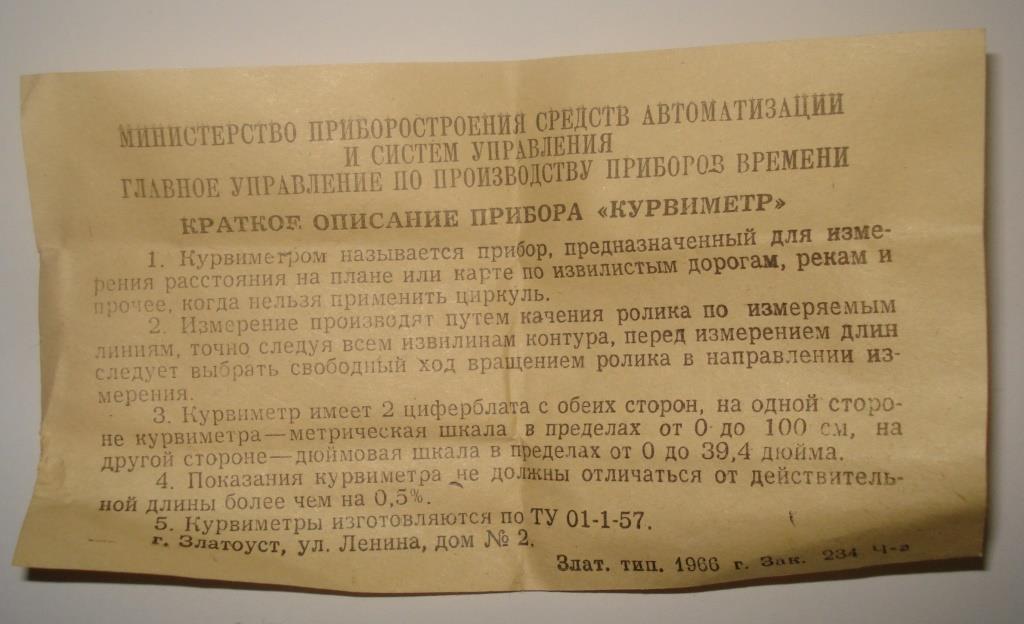 МИНИСТЕРСТВО ПРИБОРОСТРОЕНИЯ СРЕДСТВ АВТОМАТИЗАЦИИ
И СИСТЕМ УПРАВЛЕНИЯ
ГЛАВНОЕ УПРАВЛЕНИЕ ПО ПРОИЗВОДСТВУ ПРИБОРОВ ВРЕМЕНИ
КРАТКОЕ ОПИСАНИЕ ПРИБОРА «КУРВИМЕТР»
1. Курвиметром называется прибор, предназначенный для изме-
рения расстояния на плане или карте по извилистым дорогам, рекам и
прочее, когда нельзя применить циркуль.
2. Измерение производят путем качения ролика по измеряемым
линиям, точно следуя всем извилинам контура, перед измерением длин
следует выбрать свободный ход вращением ролика в направлении из-
мерения.
3. Курвиметр имеет 2 циферблата с обеих сторон, на одной сторо-
не курвиметра—метрическая шкала в пределах от 0 до 100 см, на
другой стороне—дюймовая шкала в пределах от 0 до 39,4 дюйма.
4. Показания курвиметра не должны отличаться от действитель-
ной длины более чем на 0,5%.
5. Курвиметры изготовляются по ТУ 01-1-57.
г. Златоуст, ул. Ленина, дом № 2.
Злат. тип. 1966 г. Зак. 234 Ч-а